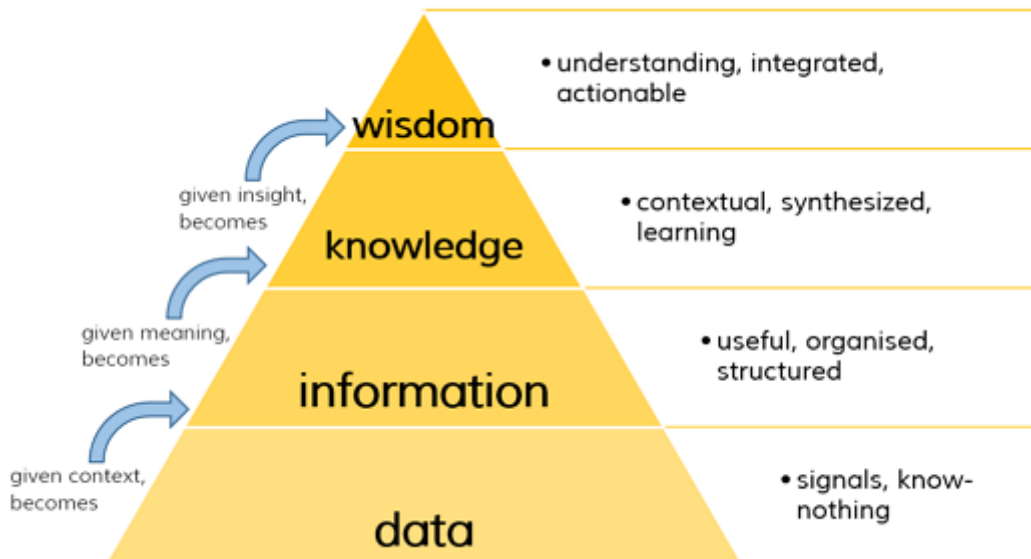 • understanding, integrated,
actionable
wisdom
given insight,
becomes
• contextual, synthesized,
learning
knowledge
given meaning,
becomes
• useful, organised,
structured
information
given context,
becomes
• signals, know-
nothing
data